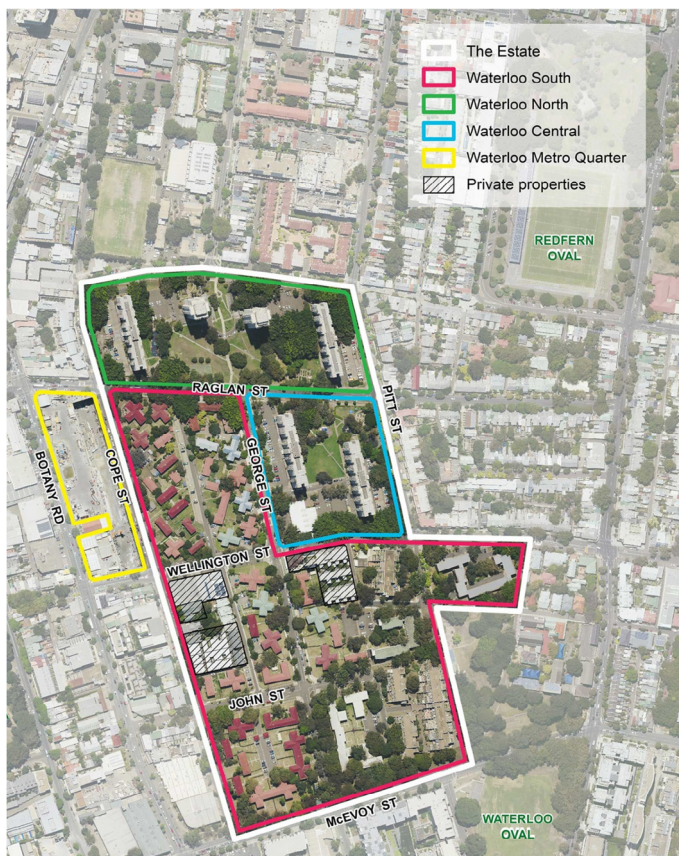 The Estate
Waterloo South
Waterloo North
Waterloo Central
Waterloo Metro Quarter
Private properties
REDFERN
OVAL
RAGLAN ST
PITT ST
GEORGE ST
COPE ST
BOTANY RD
WELLINGTON ST
JOHN ST
McEVOY ST
WATERLOO
OVAL